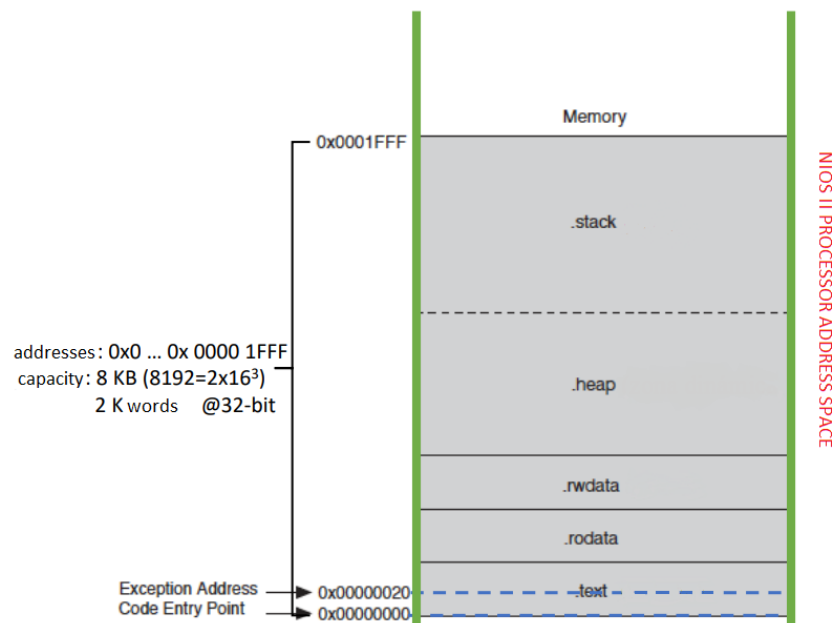 Memory
0x0001FFF
.stack
NIOS II PROCESSOR ADDRESS SPACE
addresses: 0x0 ... 0x 0000 1FFF
capacity: 8 KB (8192=2x16³)
2 K words @32-bit
.heap
.rwdata
.rodata
Exception Address
0x00000020
.text
Code Entry Point
0x00000000